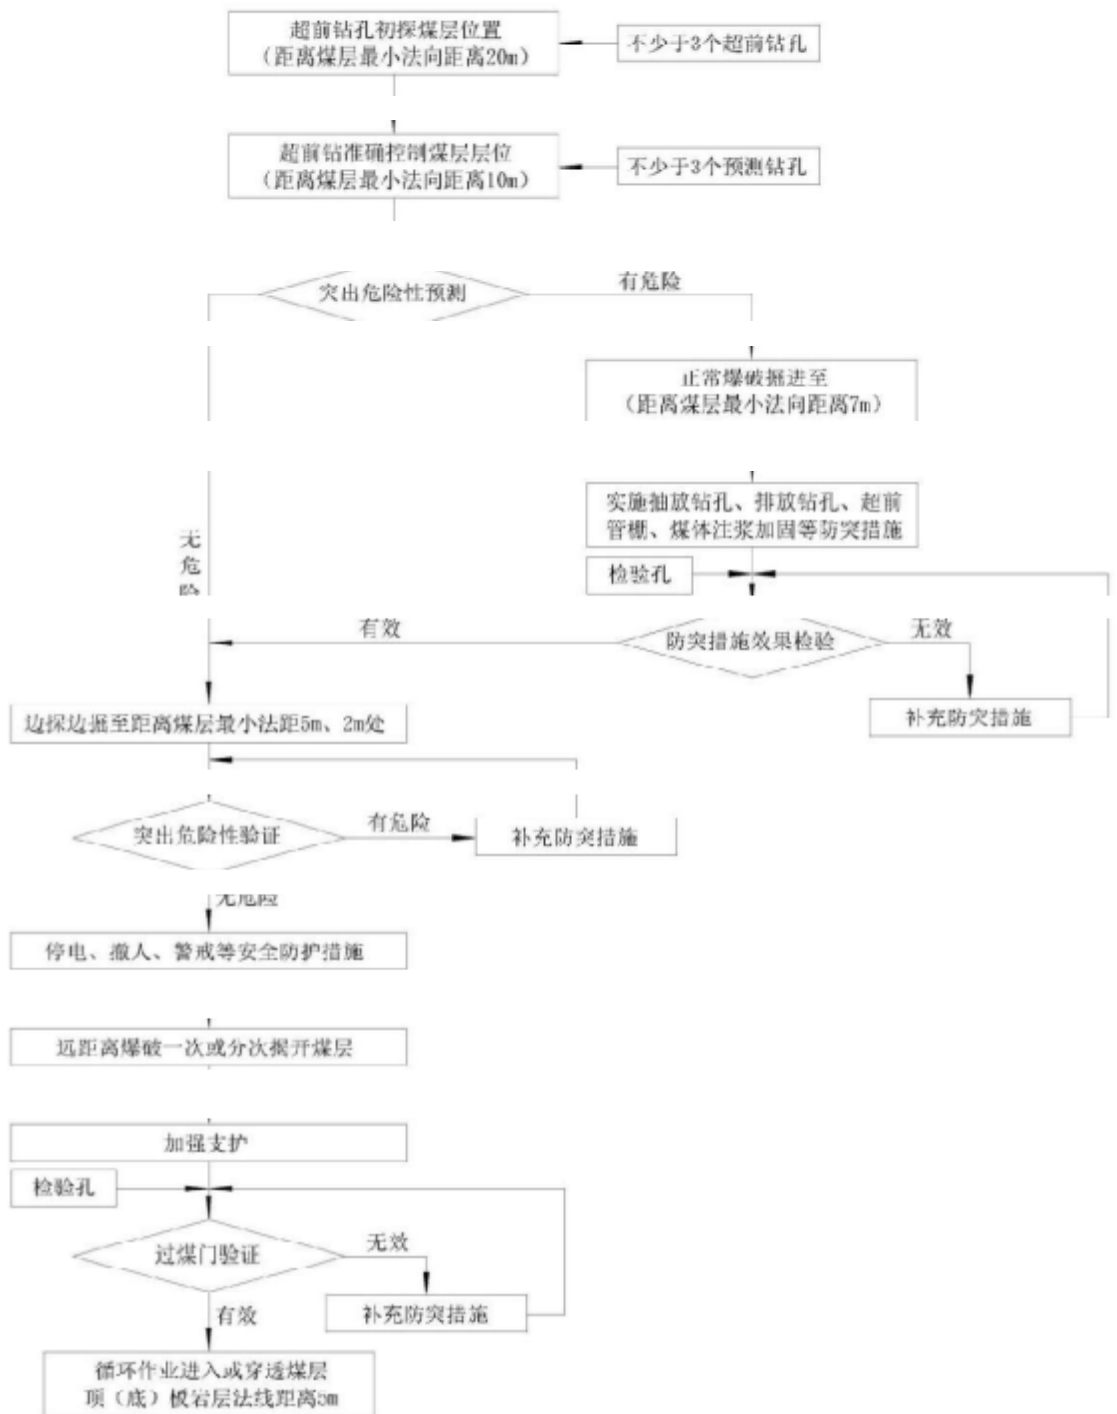 超前钻孔初探煤层位置
（距离煤层最小法向距离20m）
不少于3个超前钻孔
超前钻准确控制煤层层位
（距离煤层最小法向距离10m）
不少于3个预测钻孔
突出危险性预测
有危险
正常爆破掘进至
（距离煤层最小法向距离7m）
实施抽放钻孔、排放钻孔、超前
管棚、煤体注浆加固等防突措施
无
危
险
检验孔
有效
防突措施效果检验
无效
边探边掘至距离煤层最小法距5m、2m处
补充防突措施
突出危险性验证
有危险
补充防突措施
无危险
停电、撤人、警戒等安全防护措施
远距离爆破一次或分次揭开煤层
加强支护
检验孔
过煤门验证
无效
补充防突措施
有效
循环作业进入或穿透煤层
顶（底）板岩层法线距离5m